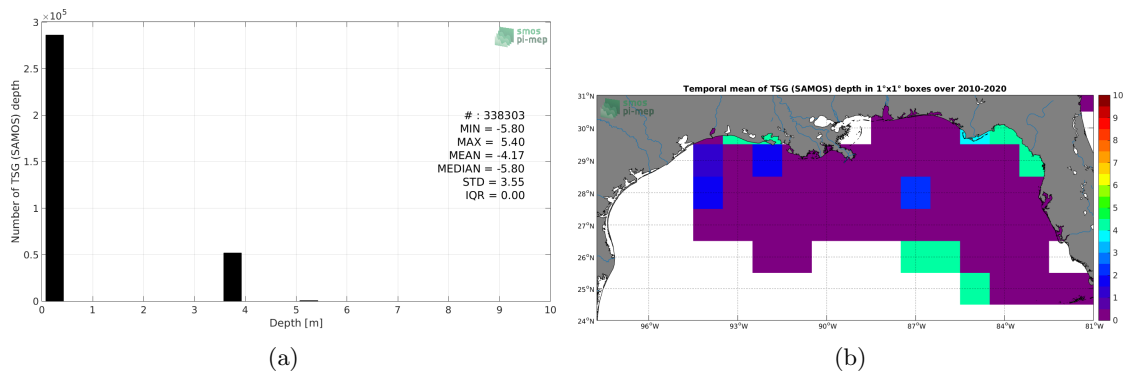 ×10^5
3
2.5
2
1.5
1
0.5
0
Number of TSG (SAMOS) depth
smos
pi-mep
# : 338303
MIN = -5.80
MAX = 5.40
MEAN = -4.17
MEDIAN = -5.80
STD = 3.55
IQR = 0.00
0 1 2 3 4 5 6 7 8 9 10
Depth [m]
(a)
Temporal mean of TSG (SAMOS) depth in 1°x1° boxes over 2010-2020
smos
pi-mep
31°N
30°N
29°N
28°N
27°N
26°N
25°N
24°N
96°W 93°W 90°W 87°W 84°W 81°W
10
9
8
7
6
5
4
3
2
1
0
(b)